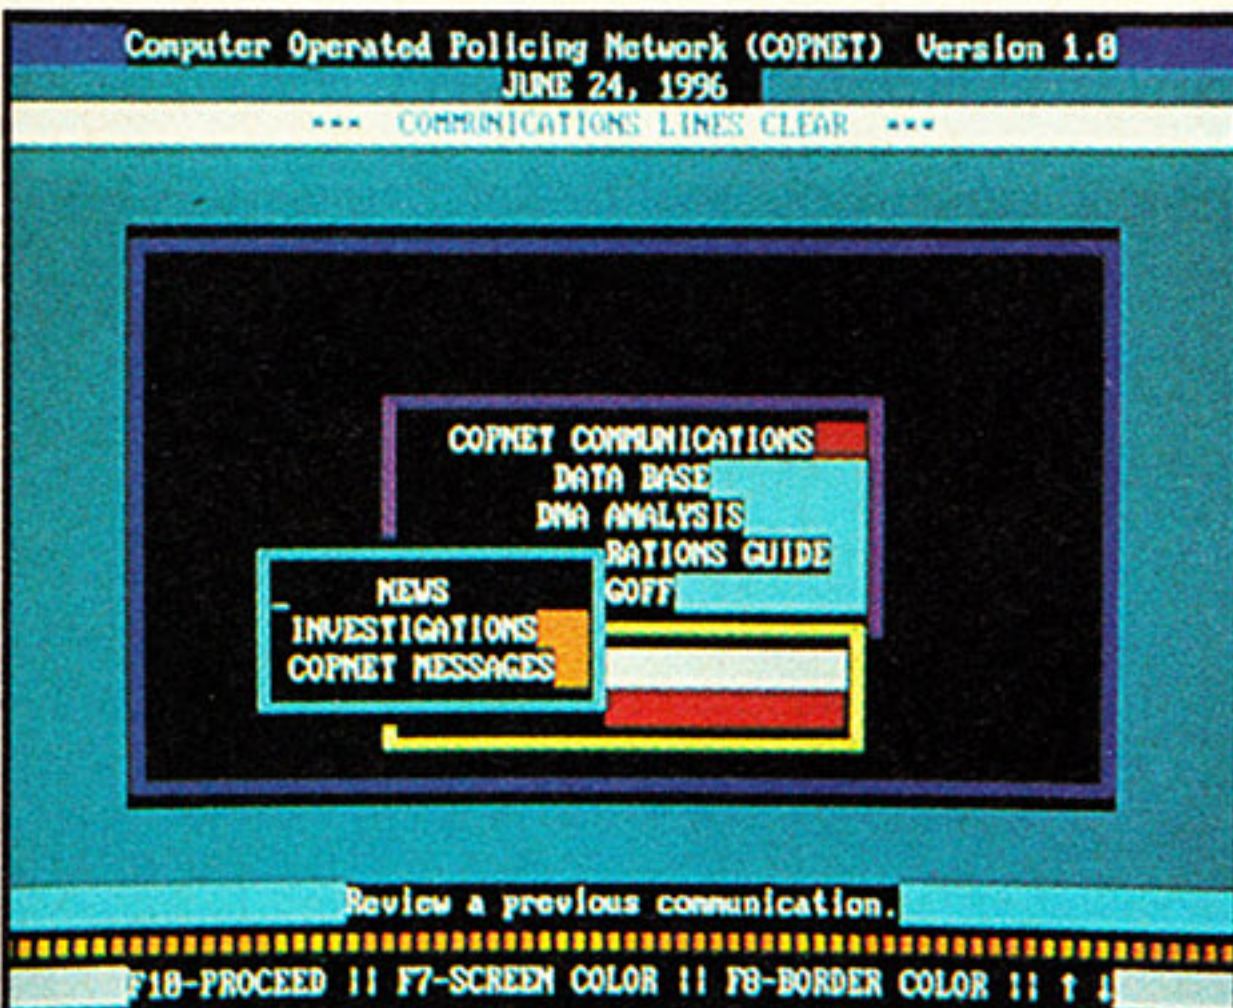 Computer Operated Policing Network (COPNET) Version 1.0
JUNE 24, 1996
*** COMMUNICATIONS LINES CLEAR ***
COPNET COMMUNICATIONS
DATA BASE
DNA ANALYSIS
RATIONS GUIDE
GOFF
NEWS
INVESTIGATIONS
COPNET MESSAGES
Review a previous communication.
F10-PROCEED || F7-SCREEN COLOR || F8-BORDER COLOR || ↑ ↓